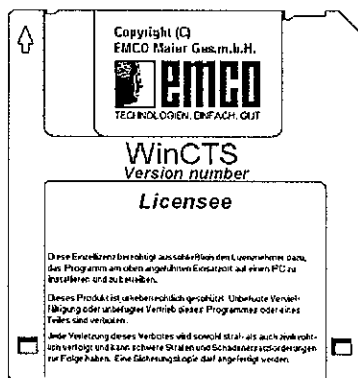 Copyright (C)
EMCO Maier Ges.m.b.H.
emco
TECHNOLOGIEN. EINFACH. GUT
WinCTS
Version number
Licensee
Diese Einzellizenz berechtigt ausschließlich den Lizenznehmer dazu,
das Programm am oben angeführten Einsatzort auf einem PC zu
installieren und zu betreiben.
Dieses Produkt ist urheberrechtlich geschützt. Unbefugte Verviel-
fältigung oder unbefugter Vertrieb dieses Programmes oder eines
Teiles sind verboten.
Jede Verletzung dieses Verbotes wird sowohl straf- als auch zivilrecht-
lich verfolgt und kann schwere Strafen und Schadenersatzforderungen
zur Folge haben. Eine Sicherungskopie darf angefertigt werden.